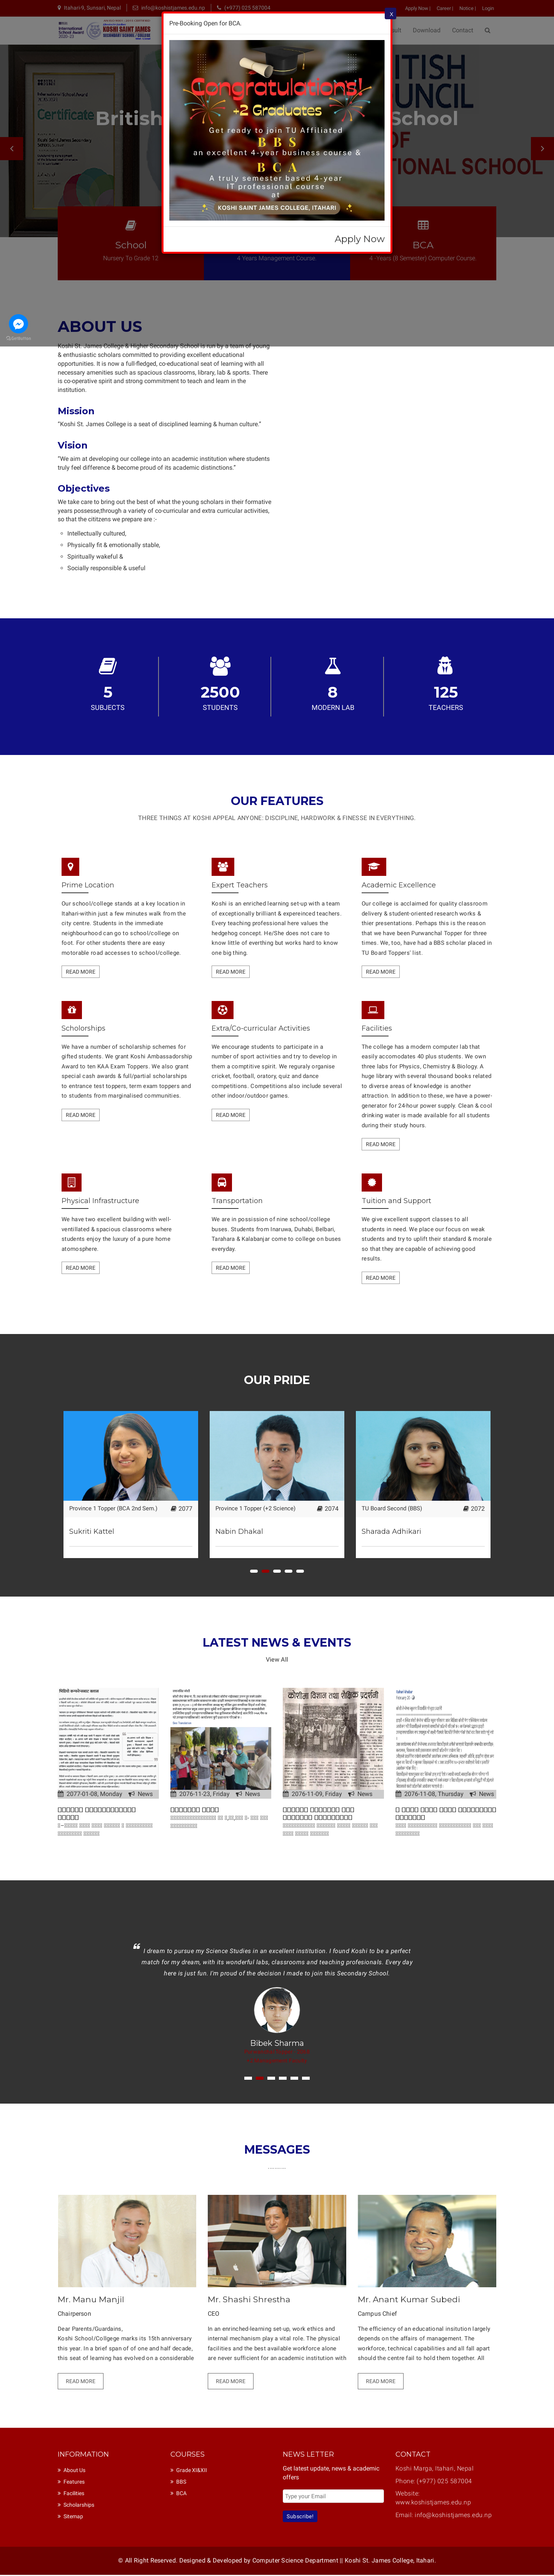 Itahari-9, Sunsari, Nepal
info@koshistjames.edu.np
(+977) 025 587004
Apply Now |
Career |
Notice |
Login
X
Pre-Booking Open for BCA.
KOSHI SAINT JAMES
Download
Contact
Certificate
British
School
OF
Congratulations!
+2 Graduates
Get ready to join TU Affiliated
B B S
an excellent 4-year business course &
B C A
A truly semester based 4-year
IT professional course
at
KOSHI SAINT JAMES COLLEGE, ITAHARI
Apply Now
School
Nursery To Grade 12
4 Years Management Course
BCA
4 -Years (8 Semester) Computer Course
ABOUT US
Koshi St. James College & Higher Secondary School is run by a team of young
& enthusiastic scholars committed to providing excellent educational
opportunities. It is now a full-fledged, co-educational seat of learning with all
necessary amenities such as spacious classrooms, library, lab & sports. There
is co-operative spirit and strong commitment to teach and learn in the
institution.
Mission
"Koshi St. James College is a seat of disciplined learning & human culture."
Vision
"We aim at developing our college into an academic institution where students
truly feel difference & become proud of its academic distinctions."
Objectives
We take care to bring out the best of what the young scholars in their formative
years possesse,through a variety of co-curricular and extra curricular activities,
so that the cititzens we prepare are :-
Intellectually cultured,
Physically fit & emotionally stable,
Spiritually wakeful &
Socially responsible & useful
5
SUBJECTS
2500
STUDENTS
8
MODERN LAB
125
TEACHERS
OUR FEATURES
THREE THINGS AT KOSHI APPEAL ANYONE: DISCIPLINE, HARDWORK & FINESSE IN EVERYTHING.
Prime Location
Our school/college stands at a key location in
Itahari-within just a few minutes walk from the
city centre. Students in the immediate
neighbourhood can go to school/college on
foot. For other students there are easy
motorable road accesses to school/college.
READ MORE
Expert Teachers
Koshi is an enriched learning set-up with a team
of exceptionally brilliant & expereinced teachers.
Every teaching professional here values the
hedgehog concept. He/She does not care to
know little of everthing but works hard to know
one big thing.
READ MORE
Academic Excellence
Our college is acclaimed for quality classroom
delivery & student-oriented research works &
thier presentations. Perhaps this is the reason
that we have been Purwanchal Topper for three
times. We, too, have had a BBS scholar placed in
TU Board Toppers' list.
READ MORE
Scholorships
We have a number of scholarship schemes for
gifted students. We grant Koshi Ambassadorship
Award to ten KAA Exam Toppers. We also grant
special cash awards & full/partial scholarships
to entrance test toppers, term exam toppers and
to students from marginalised communities.
READ MORE
Extra/Co-curricular Activities
We encourage students to participate in a
number of sport activities and try to develop in
them a comptitive spirit. We regurarly organise
cricket, football, oratory, quiz and dance
competitions. Competitions also include several
other indoor/outdoor games.
READ MORE
Facilities
The college has a modern computer lab that
easily accomodates 40 plus students. We own
three labs for Physics, Chemistry & Biology. A
huge library with several thousand books related
to diverse areas of knowledge is another
attraction. In addition to these, we have a power-
generator for 24-hour power supply. Clean & cool
drinking water is made available for all students
during their study hours.
READ MORE
Physical Infrastructure
We have two excellent building with well-
ventilated & spacious classrooms where
students enjoy the luxury of a pure home
atomosphere.
READ MORE
Transportation
We are in possission of nine school/college
buses. Students from Inaruwa, Duhabi, Belbari,
Tarahara & Kalabanjar come to college on buses
everyday.
READ MORE
Tuition and Support
We give excellent support classes to all
students in need. We place our focus on weak
students and try to uplift their standard & morale
so that they are capable of achieving good
results.
READ MORE
OUR PRIDE
Province 1 Topper (BCA 2nd Sem.)
2077
Sukriti Kattel
Province 1 Topper (+2 Science)
2074
Nabin Dhakal
TU Board Second (BBS)
2072
Sharada Adhikari
LATEST NEWS & EVENTS
View All
2077-01-08, Monday
News
2076-11-23, Friday
News
2076-11-09, Friday
News
2076-11-08, Thursday
News
I dream to pursue my Science Studies in an excellent institution. I found Koshi to be a perfect
match for my dream, with its wonderful labs, classrooms and teaching profesionals. Every day
here is just fun. I'm proud of the decision I made to join this Secondary School.
Bibek Sharma
MESSAGES
Mr. Manu Manjil
Chairperson
Dear Parents/Guardains,
Koshi School/Collgege marks its 15th anniversary
this year. In a brief span of of one and half decade,
this seat of learning has evolved on a considerable
READ MORE
Mr. Shashi Shrestha
CEO
In an enrinched learning set-up, work ethics and
internal mechanism play a vital role. The physical
facilities and the best available workforce alone
are never sufficient for an academic institution with
READ MORE
Mr. Anant Kumar Subedi
Campus Chief
The efficiency of an educational insitution largely
depends on the affairs of management. The
workforce, technical capabilities and all fall apart
should the centre fail to hold them together. All
READ MORE
INFORMATION
About Us
Features
Facilities
Scholarships
Sitemap
COURSES
Grade XI&XII
BBS
BCA
NEWS LETTER
Get latest update, news & academic
offers
Type your Email
Subscribe!
CONTACT
Koshi Marga, Itahari, Nepal
Phone: (+977) 025 587004
Website:
www.koshistjames.edu.np
Email: info@koshistjames.edu.np
© All Right Reserved. Designed & Developed by Computer Science Department || Koshi St. James College, Itahari.